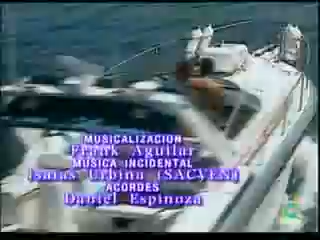 MUSICALIZACION
Frank Aguilar
MUSICA INCIDENTAL
Isaias Urbina (SACVEN)
ACORDES
Daniel Espinoza